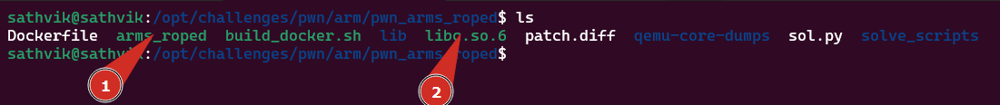 sathvik@sathvik:/opt/challenges/pwn/arm/pwn_arms_roped$ ls
Dockerfile arms_roped build_docker.sh lib libc.so.6 patch.diff qemu-core-dumps sol.py solve_scripts
sathvik@sathvik:/opt/challenges/pwn/arm/pwn_arms_roped$
1
2